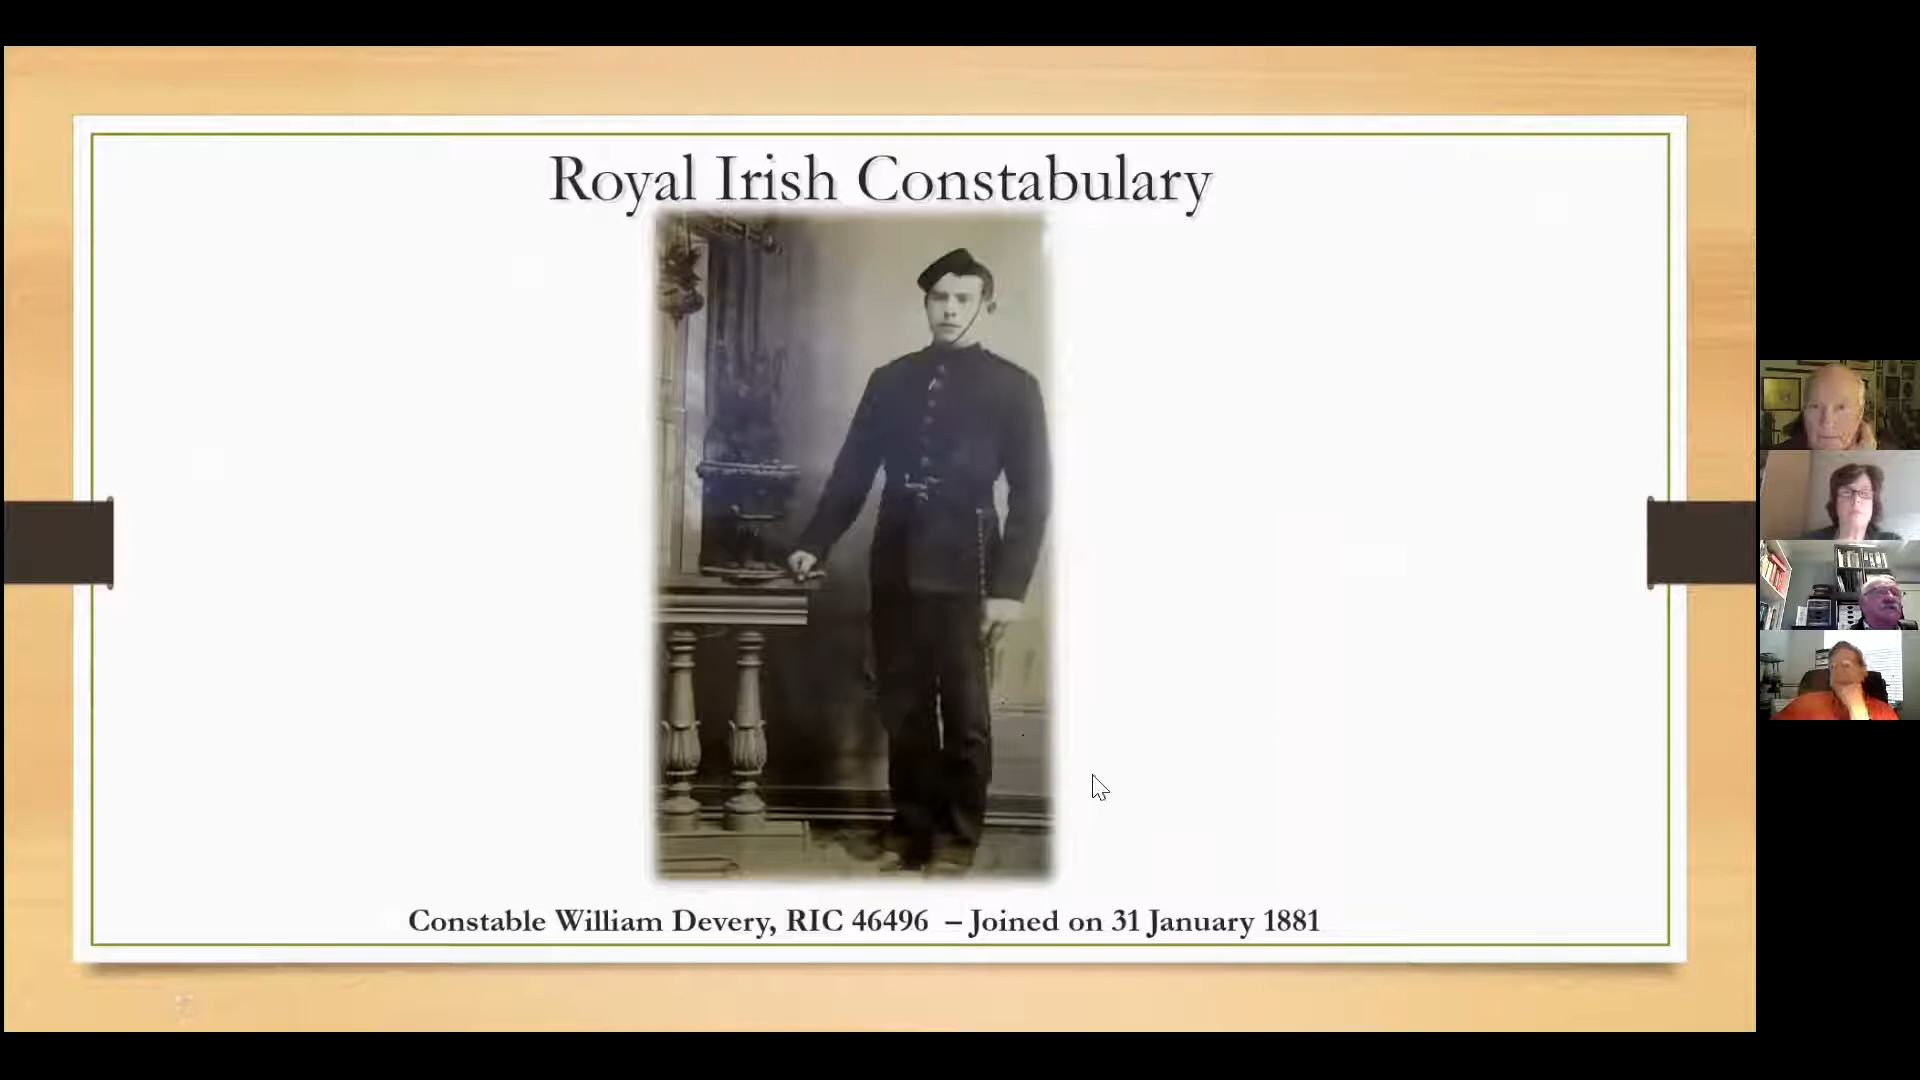 Royal Irish Constabulary
Constable William Devery, RIC 46496 – Joined on 31 January 1881